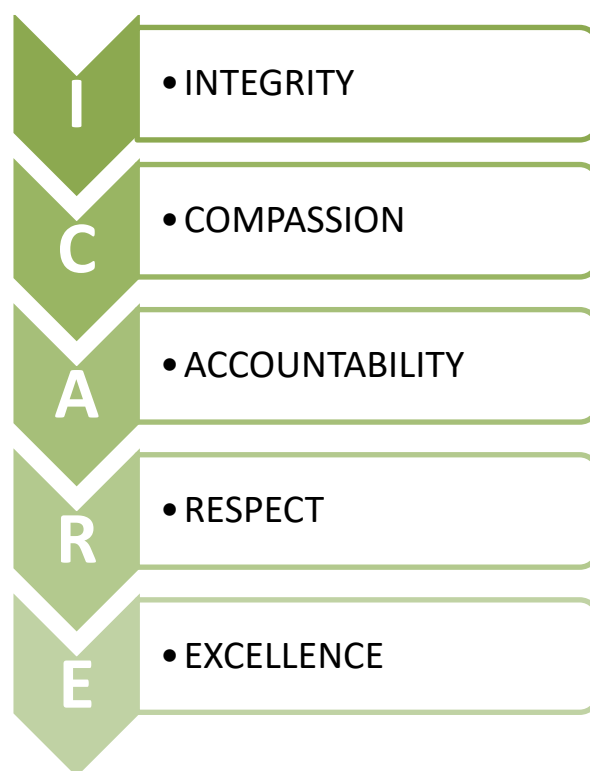 I
• INTEGRITY
C
• COMPASSION
A
• ACCOUNTABILITY
R
• RESPECT
E
• EXCELLENCE